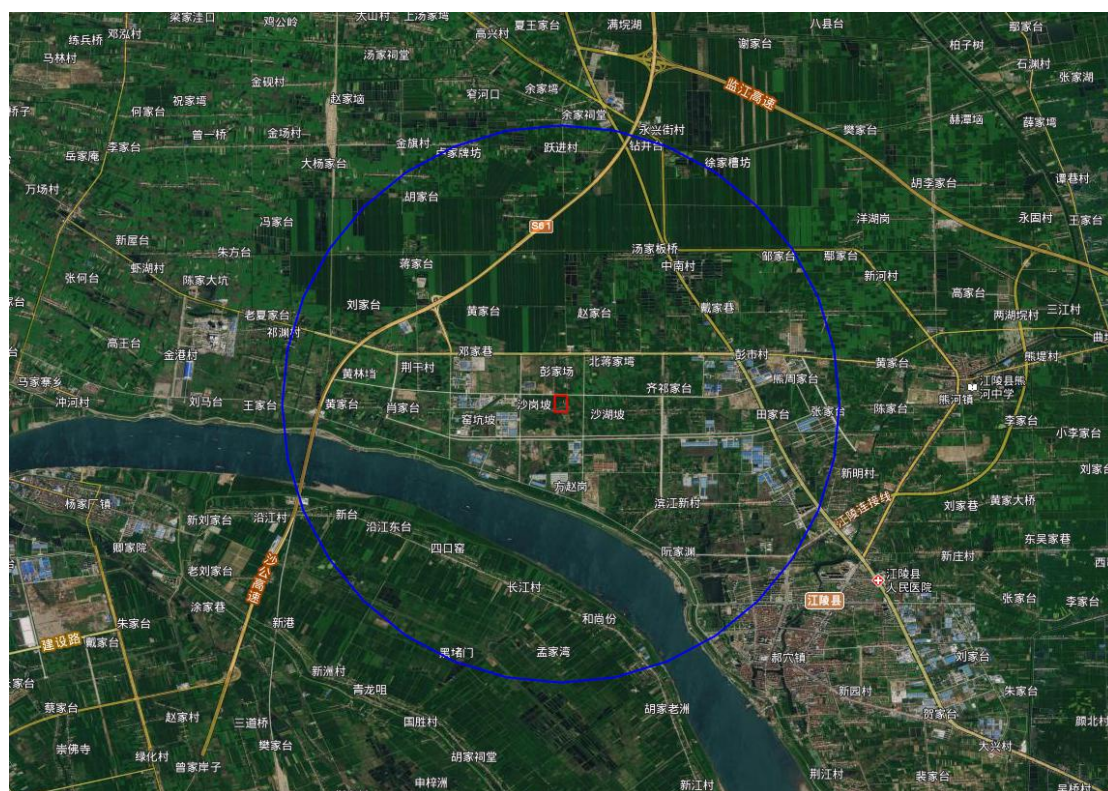 梁家洼口
邓泓村
鸡公岭
大山村
上汤家塆
夏王家台
满垸湖
八县台
鄢家台
练兵桥
高兴村
谢家台
柏子树
马林村
汤家祠堂
石渊村
张家湖
金砚村
赵家垴
窄河口
余家塆
监江高速
祝家塆
余家祠堂
何家台
曾一桥
金场村
永兴街村
赫潭垴
薛家塆
樊家台
李家台
金旗村
卢家牌坊
跃进村
钻井台
岳家庵
大杨家台
徐家槽坊
谭巷村
胡李家台
万场村
胡家台
冯家台
S61
洋湖岗
永固村
王家台
新屋台
朱方台
汤家板桥
邹家台
鄢家台
虾湖村
蒋家台
中南村
新河村
张何台
陈家大坑
高家台
刘家台
黄家台
赵家台
戴家巷
三江村
老夏家台
两湖垸村
祁渊村
高王台
金港村
邓家巷
北蒋家塆
彭市村
黄家台
熊堤村
马家寨乡
黄林垱
荆干村
彭家场
齐祁家台
熊周家台
江陵县熊
河中学
冲河村
刘马台
王家台
黄家台
肖家台
沙岗坡
沙湖坡
田家台
张家台
陈家台
熊河镇
李家台
窑坑坡
小李家台
新明村
刘家台
方赵岗
杨家厂镇
滨江新村
江陵连接线
刘家巷
黄家大桥
新刘家台
沿江村
新台
沿江东台
卿家院
四口窑
阮家渊
新庄村
东吴家巷
沙公高速
老刘家台
江陵县
人民医院
涂家巷
长江村
江陵县
张家台
李家台
朱家台
新港
和尚份
建设路
戴家台
黑堵门
孟家湾
郝穴镇
刘家台
新洲村
青龙咀
新园村
朱家台
蔡家台
赵家村
三道桥
国胜村
胡家老洲
贺家台
顾北村
崇佛寺
绿化村
樊家台
胡家祠堂
大兴村
曾家岸子
申梓洲
新江村
荆江村
裴家台
吴桥村